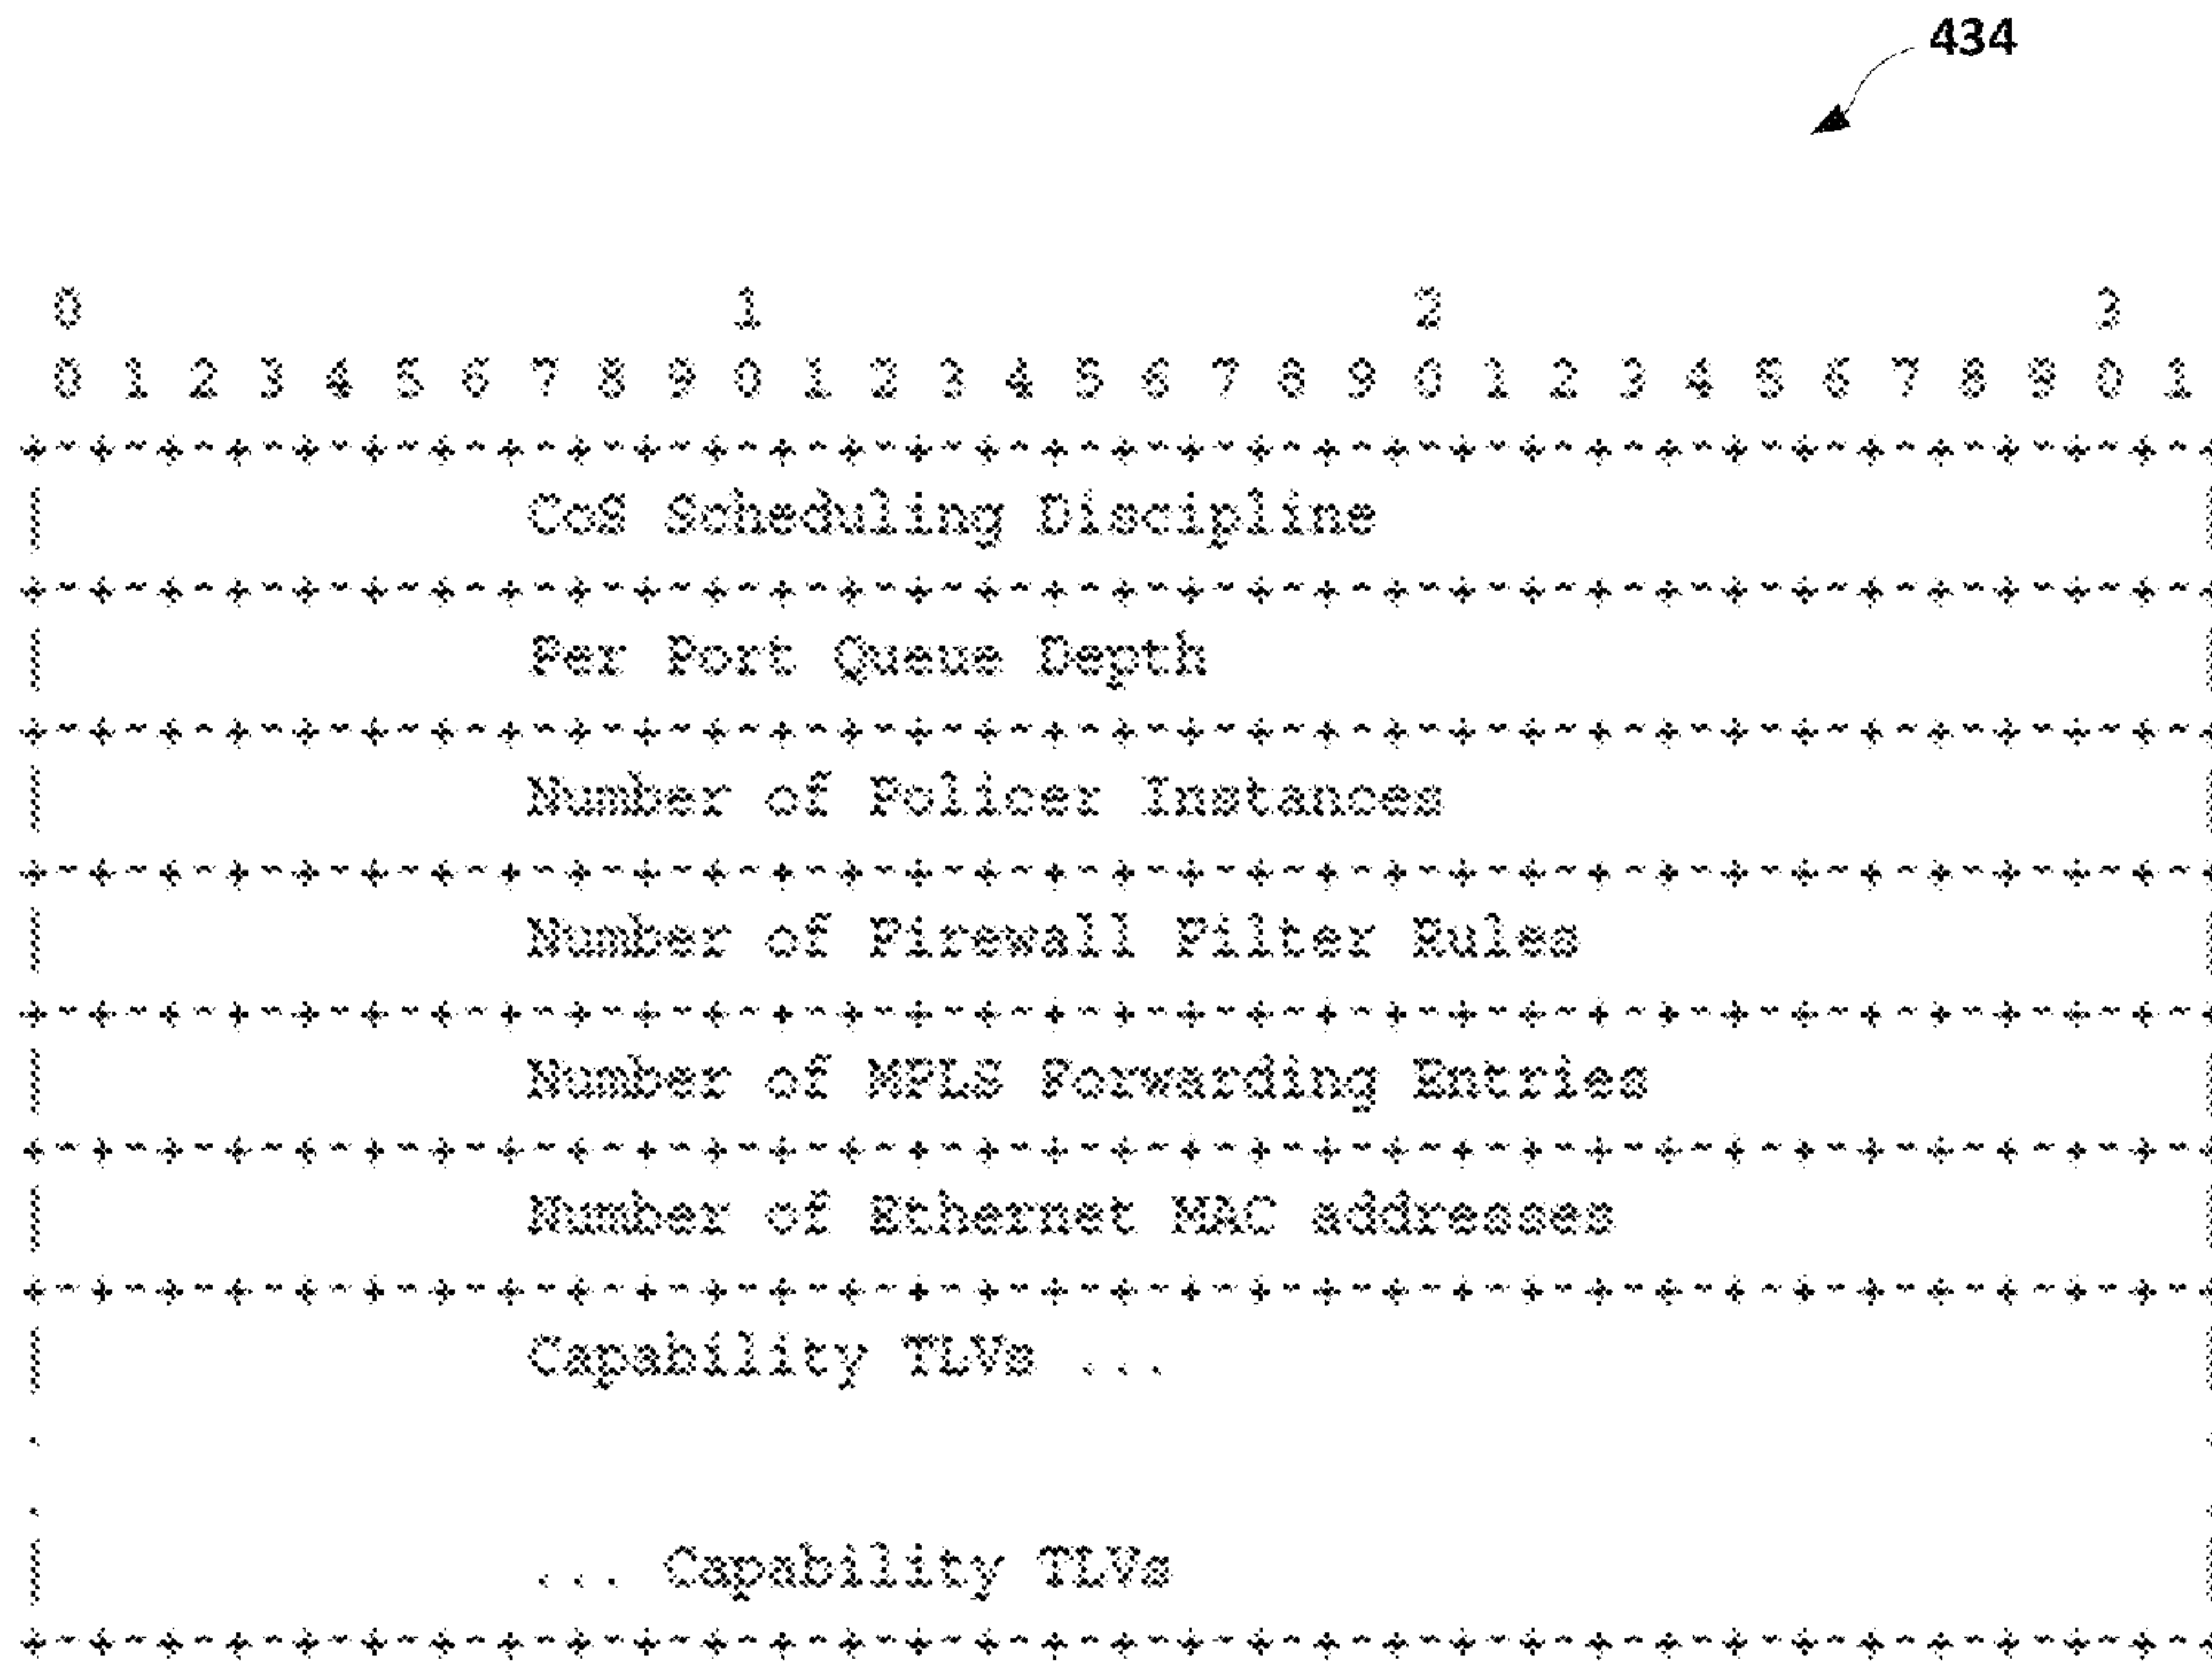 434
0 1 2 3
0 1 2 3 4 5 6 7 8 9 0 1 2 3 4 5 6 7 8 9 0 1 2 3 4 5 6 7 8 9 0 1
+-+-+-+-+-+-+-+-+-+-+-+-+-+-+-+-+-+-+-+-+-+-+-+-+-+-+-+-+-+-+-+-+
| CoS Scheduling Discipline |
+-+-+-+-+-+-+-+-+-+-+-+-+-+-+-+-+-+-+-+-+-+-+-+-+-+-+-+-+-+-+-+-+
| Per Port Queue Depth |
+-+-+-+-+-+-+-+-+-+-+-+-+-+-+-+-+-+-+-+-+-+-+-+-+-+-+-+-+-+-+-+-+
| Number of Policer Instances |
+-+-+-+-+-+-+-+-+-+-+-+-+-+-+-+-+-+-+-+-+-+-+-+-+-+-+-+-+-+-+-+-+
| Number of Firewall Filter Rules |
+-+-+-+-+-+-+-+-+-+-+-+-+-+-+-+-+-+-+-+-+-+-+-+-+-+-+-+-+-+-+-+-+
| Number of MPLS Forwarding Entries |
+-+-+-+-+-+-+-+-+-+-+-+-+-+-+-+-+-+-+-+-+-+-+-+-+-+-+-+-+-+-+-+-+
| Number of Ethernet MAC addresses |
+-+-+-+-+-+-+-+-+-+-+-+-+-+-+-+-+-+-+-+-+-+-+-+-+-+-+-+-+-+-+-+-+
| Capability TLVs ... |
. .
. .
| ... Capability TLVs |
+-+-+-+-+-+-+-+-+-+-+-+-+-+-+-+-+-+-+-+-+-+-+-+-+-+-+-+-+-+-+-+-+